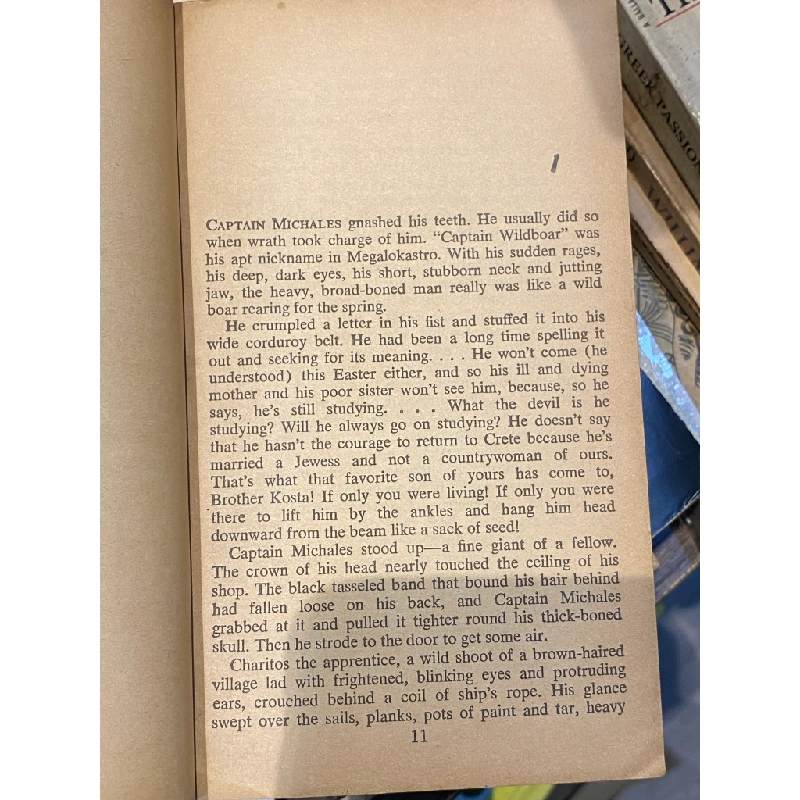 GREEK PASSION
CAPTAIN MICHALES gnashed his teeth. He usually did so
when wrath took charge of him. “Captain Wildboar” was
his apt nickname in Megalokastro. With his sudden rages,
his deep, dark eyes, his short, stubborn neck and jutting
jaw, the heavy, broad-boned man really was like a wild
boar rearing for the spring.
He crumpled a letter in his fist and stuffed it into his
wide corduroy belt. He had been a long time spelling it
out and seeking for its meaning. . . . He won’t come (he
understood) this Easter either, and so his ill and dying
mother and his poor sister won’t see him, because, so he
says, he’s still studying. . . . What the devil is he
studying? Will he always go on studying? He doesn’t say
that he hasn’t the courage to return to Crete because he’s
married a Jewess and not a countrywoman of ours.
That’s what that favorite son of yours has come to,
Brother Kosta! If only you were living! If only you were
there to lift him by the ankles and hang him head
downward from the beam like a sack of seed!
Captain Michales stood up—a fine giant of a fellow.
The crown of his head nearly touched the ceiling of his
shop. The black tasseled band that bound his hair behind
had fallen loose on his back, and Captain Michales
grabbed at it and pulled it tighter round his thick-boned
skull. Then he strode to the door to get some air.
Charitos the apprentice, a wild shoot of a brown-haired
village lad with frightened, blinking eyes and protruding
ears, crouched behind a coil of ship’s rope. His glance
swept over the sails, planks, pots of paint and tar, heavy
11